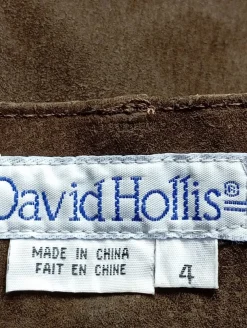 David Hollis®
MADE IN CHINA
FAIT EN CHINE
4